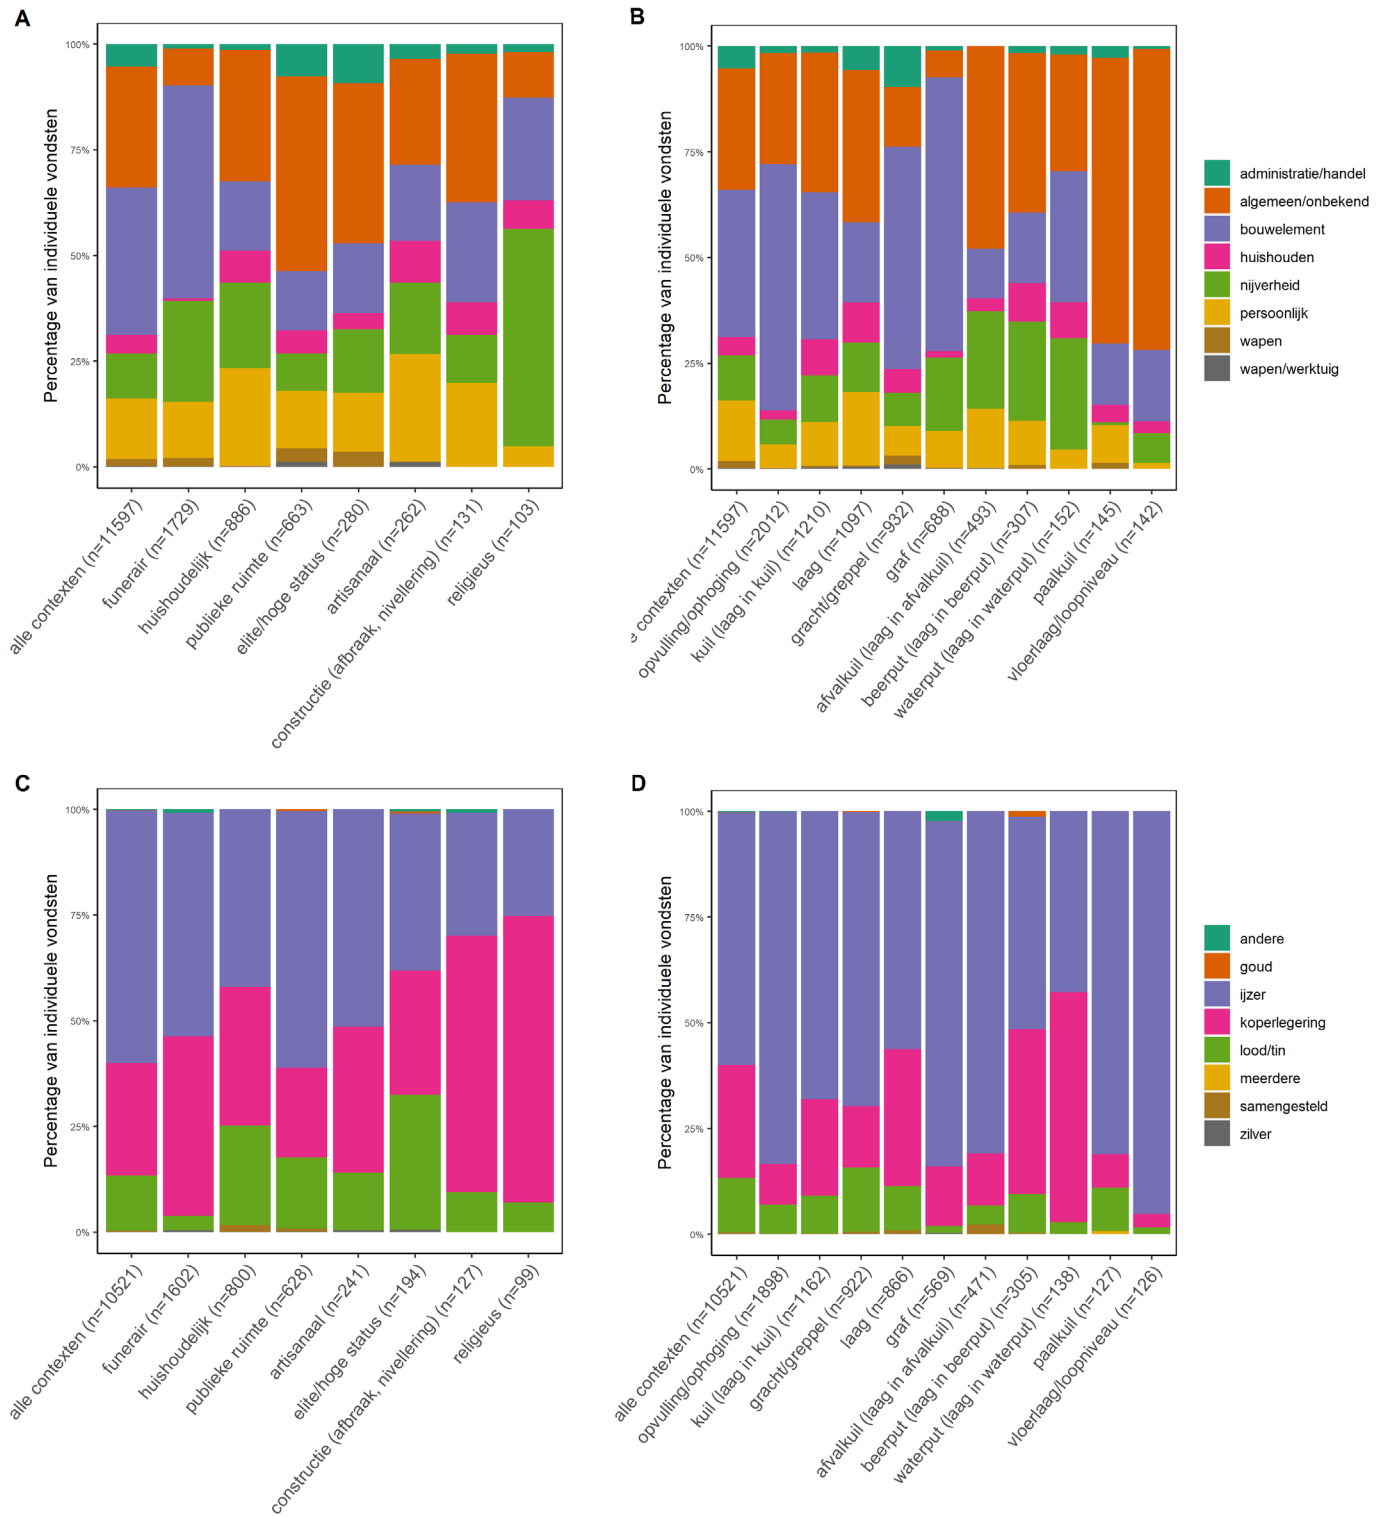 A
Percentage van individuele vondsten
100%
75%
50%
25%
0%
alle contexten (n=11597)
funerair (n=1729)
huishoudelijk (n=886)
publieke ruimte (n=663)
elite/hoge status (n=280)
artisanaal (n=262)
constructie (afbraak, nivellering) (n=131)
religieus (n=103)
B
Percentage van individuele vondsten
100%
75%
50%
25%
0%
e contexten (n=11597)
opvulling/ophoging (n=2012)
kuil (laag in kuil) (n=1210)
laag (n=1097)
gracht/greppel (n=932)
graf (n=688)
afvalkuil (laag in afvalkuil) (n=493)
beerput (laag in beerput) (n=307)
waterput (laag in waterput) (n=152)
paalkuil (n=145)
vloerlaag/loopniveau (n=142)
administratie/handel
algemeen/onbekend
bouwelement
huishouden
nijverheid
persoonlijk
wapen
wapen/werktuig
C
Percentage van individuele vondsten
100%
75%
50%
25%
0%
alle contexten (n=10521)
funerair (n=1602)
huishoudelijk (n=800)
publieke ruimte (n=628)
artisanaal (n=241)
elite/hoge status (n=194)
constructie (afbraak, nivellering) (n=127)
religieus (n=99)
D
Percentage van individuele vondsten
100%
75%
50%
25%
0%
alle contexten (n=10521)
opvulling/ophoging (n=1898)
kuil (laag in kuil) (n=1162)
gracht/greppel (n=922)
laag (n=866)
graf (n=569)
afvalkuil (laag in afvalkuil) (n=471)
beerput (laag in beerput) (n=305)
waterput (laag in waterput) (n=138)
paalkuil (n=127)
vloerlaag/loopniveau (n=126)
andere
goud
ijzer
koperlegering
lood/tin
meerdere
samengesteld
zilver